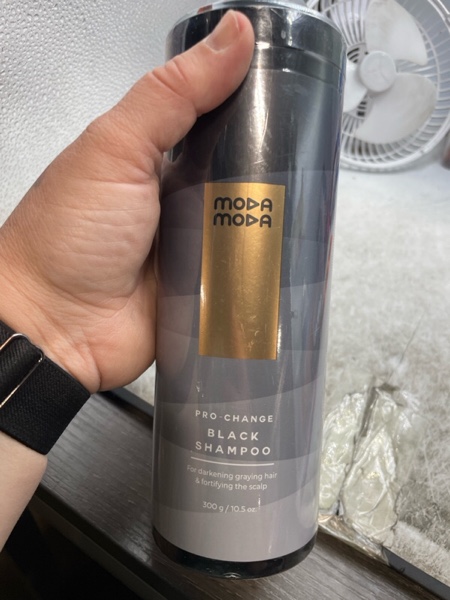 MODA
MODA
PRO-CHANGE
BLACK
SHAMPOO
For darkening graying hair
& fortifying the scalp
300 g / 10.5 oz.